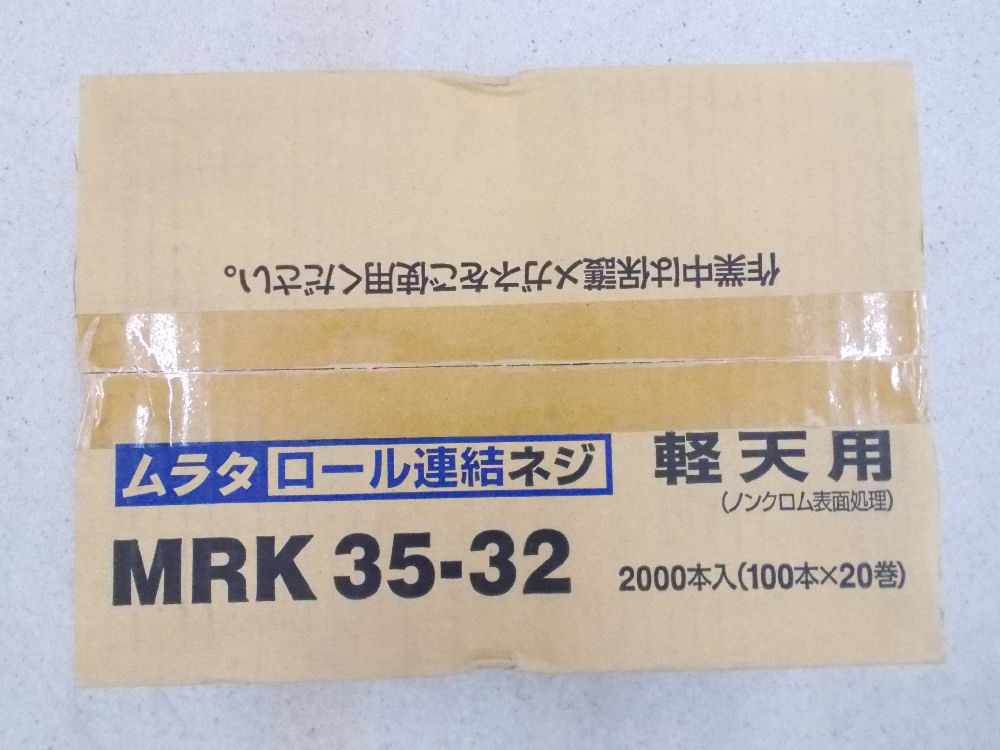 作業中は保護メガネをご使用ください。
ムラタ ロール連結ネジ 軽天用
(ノンクロム表面処理)
MRK 35-32 2000本入(100本×20巻)